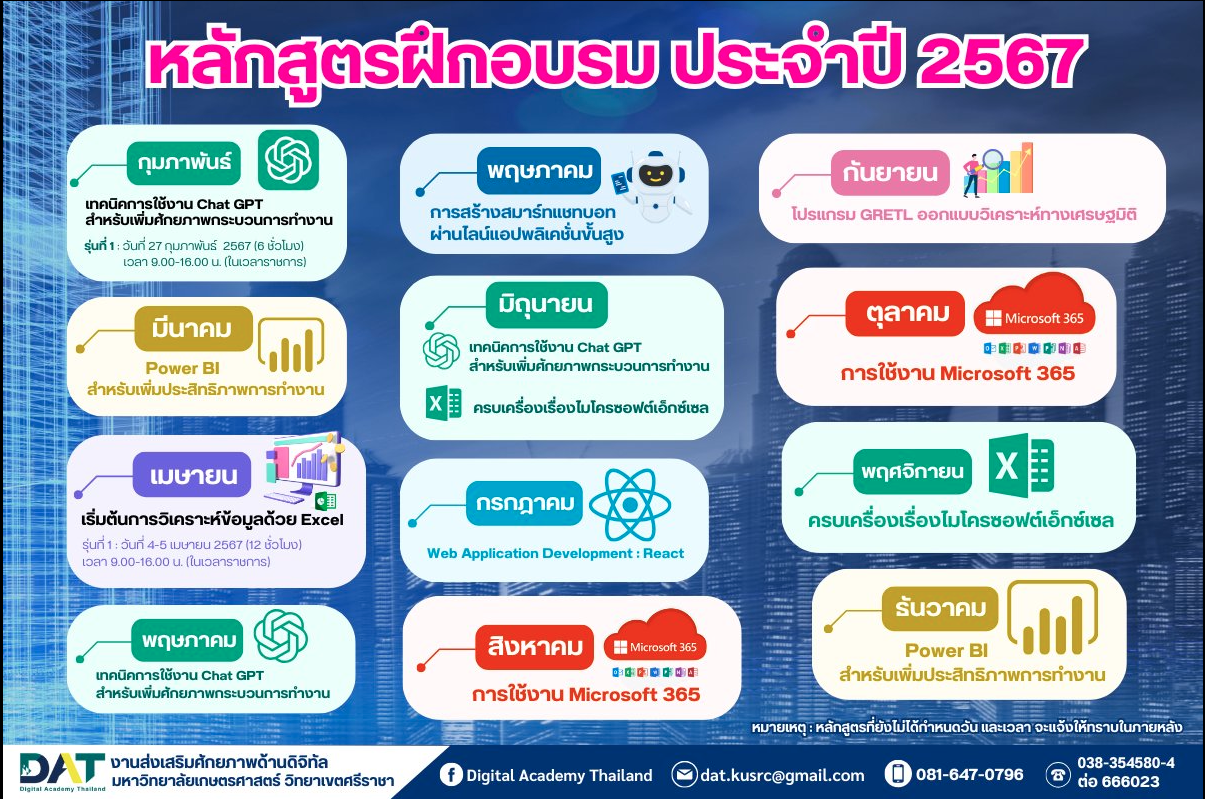 หลักสูตรฝึกอบรม ประจำปี 2567
กุมภาพันธ์
เทคนิคการใช้งาน Chat GPT
สำหรับเพิ่มศักยภาพกระบวนการทำงาน
รุ่นที่ 1 : วันที่ 27 กุมภาพันธ์ 2567 (6 ชั่วโมง)
เวลา 9.00-16.00 น. (ในเวลาราชการ)
มีนาคม
Power BI
สำหรับเพิ่มประสิทธิภาพการทำงาน
เมษายน
เริ่มต้นการวิเคราะห์ข้อมูลด้วย Excel
รุ่นที่ 1 : วันที่ 4-5 เมษายน 2567 (12 ชั่วโมง)
เวลา 9.00-16.00 น. (ในเวลาราชการ)
พฤษภาคม
เทคนิคการใช้งาน Chat GPT
สำหรับเพิ่มศักยภาพกระบวนการทำงาน
พฤษภาคม
การสร้างสมาร์ทแชทบอท
ผ่านไลน์แอปพลิเคชั่นขั้นสูง
มิถุนายน
เทคนิคการใช้งาน Chat GPT
สำหรับเพิ่มศักยภาพกระบวนการทำงาน
X
ครบเครื่องเรื่องไมโครซอฟต์เอ็กซ์เซล
กรกฎาคม
Web Application Development : React
สิงหาคม
Microsoft 365
การใช้งาน Microsoft 365
กันยายน
โปรแกรม GRETL ออกแบบวิเคราะห์ทางเศรษฐมิติ
ตุลาคม
Microsoft 365
การใช้งาน Microsoft 365
พฤศจิกายน
X
ครบเครื่องเรื่องไมโครซอฟต์เอ็กซ์เซล
ธันวาคม
Power BI
สำหรับเพิ่มประสิทธิภาพการทำงาน
หมายเหตุ : หลักสูตรที่ยังไม่ได้กำหนดวัน และเวลา จะแจ้งให้ทราบในภายหลัง
DAT
Digital Academy Thailand
งานส่งเสริมศักยภาพด้านดิจิทัล
มหาวิทยาลัยเกษตรศาสตร์ วิทยาเขตศรีราชา
Digital Academy Thailand
dat.kusrc@gmail.com
081-647-0796
038-354580-4
ต่อ 666023